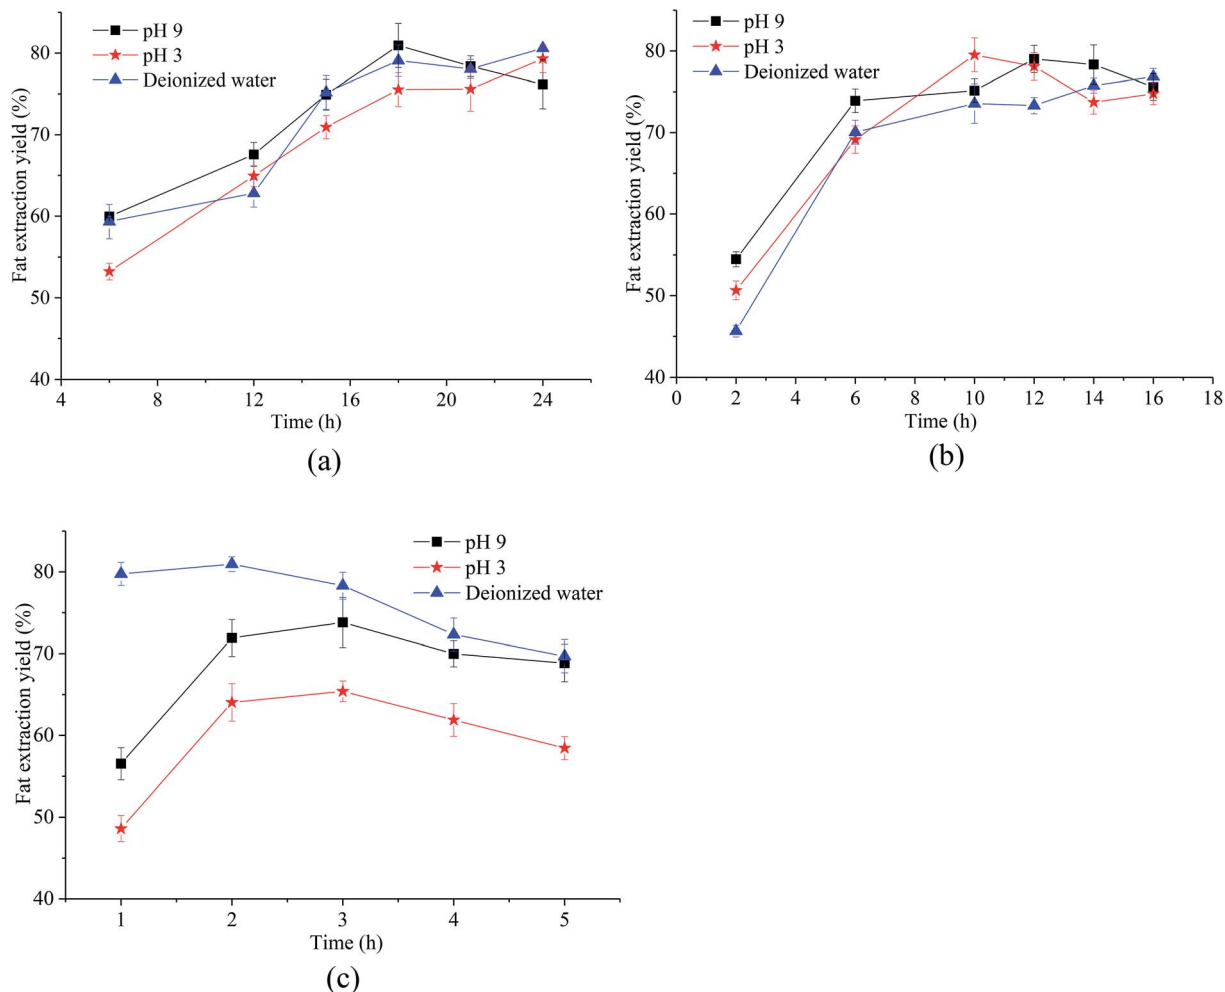 pH 9
pH 3
Deionized water
Fat extraction yield (%)
80
70
60
50
40
4 8 12 16 20 24
Time (h)
(a)
pH 9
pH 3
Deionized water
Fat extraction yield (%)
80
70
60
50
40
0 2 4 6 8 10 12 14 16 18
Time (h)
(b)
pH 9
pH 3
Deionized water
Fat extraction yield (%)
80
70
60
50
40
1 2 3 4 5
Time (h)
(c)